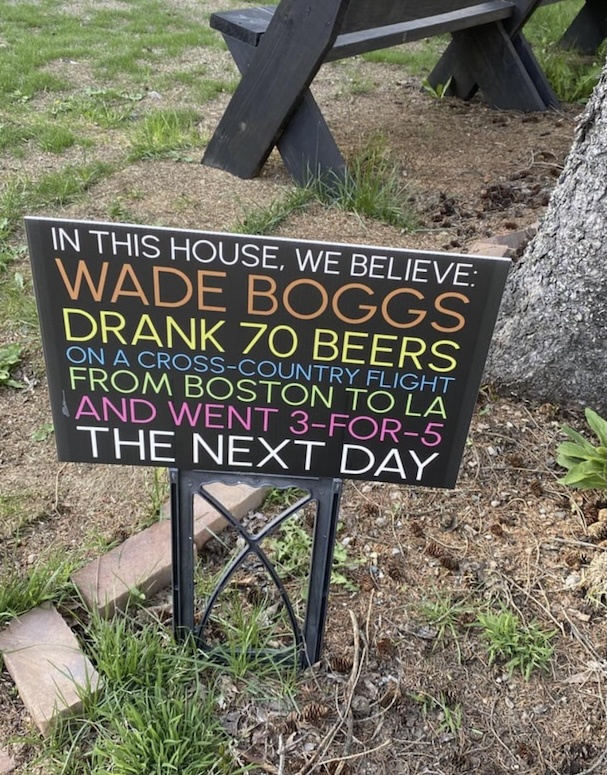 IN THIS HOUSE, WE BELIEVE:
WADE BOGGS
DRANK 70 BEERS
ON A CROSS-COUNTRY FLIGHT
FROM BOSTON TO LA
AND WENT 3-FOR-5
THE NEXT DAY